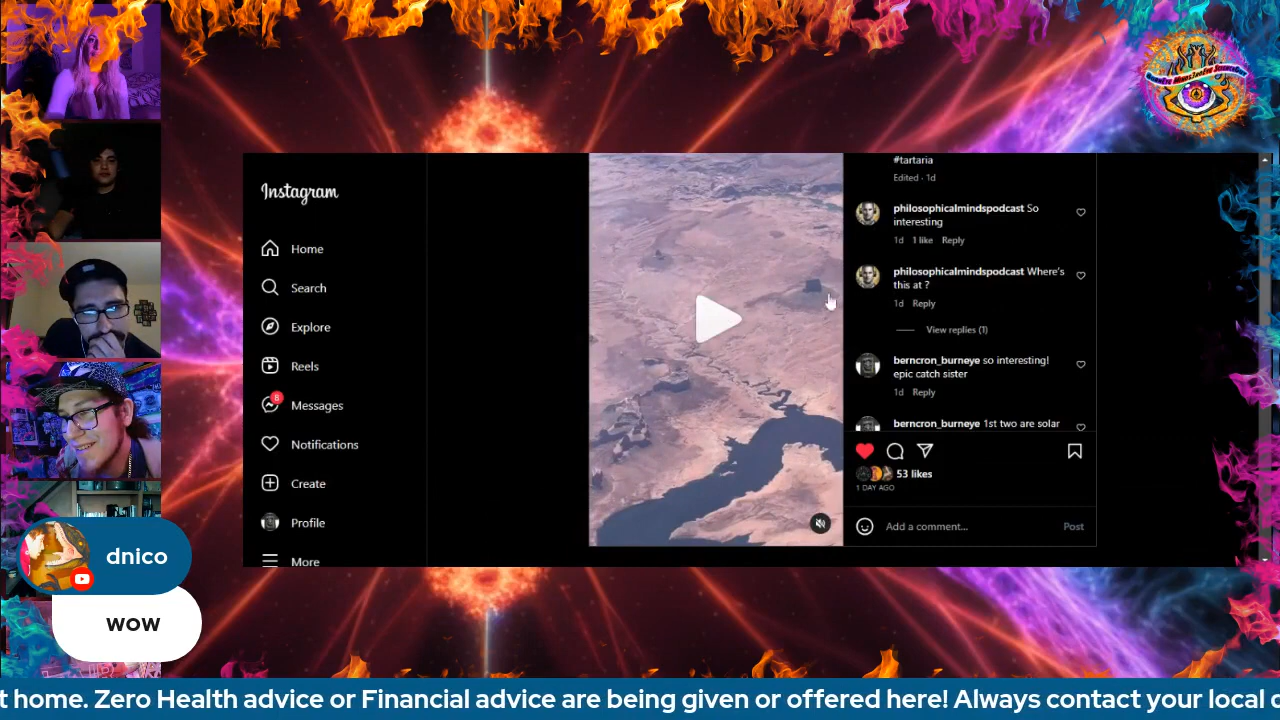 Instagram
Home
Search
Explore
Reels
8
Messages
Notifications
Create
Profile
More
#tartaria
Edited · 1d
philosophicalmindspodcast So
interesting
1d 1 like Reply
philosophicalmindspodcast Where's
this at ?
1d Reply
View replies (1)
berncron_burneye so interesting!
epic catch sister
1d Reply
berncron_burneye 1st two are solar
53 likes
1 DAY AGO
Add a comment... Post
dnico
wow
t home. Zero Health advice or Financial advice are being given or offered here! Always contact your local